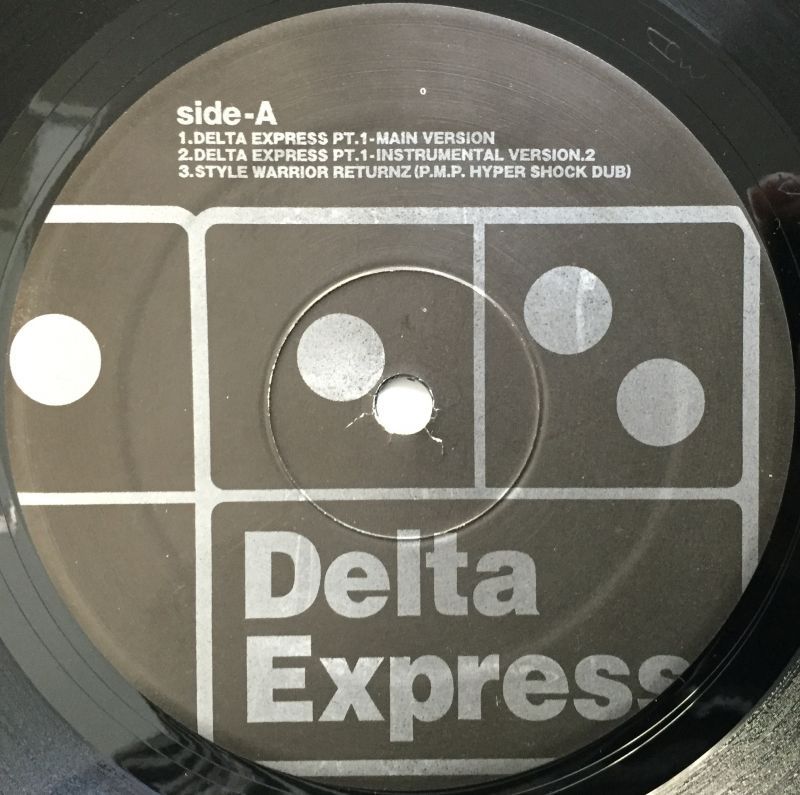 side-A
1.DELTA EXPRESS PT.1-MAIN VERSION
2.DELTA EXPRESS PT.1-INSTRUMENTAL VERSION.2
3.STYLE WARRIOR RETURNZ (P.M.P. HYPER SHOCK DUB)
Delta
Express